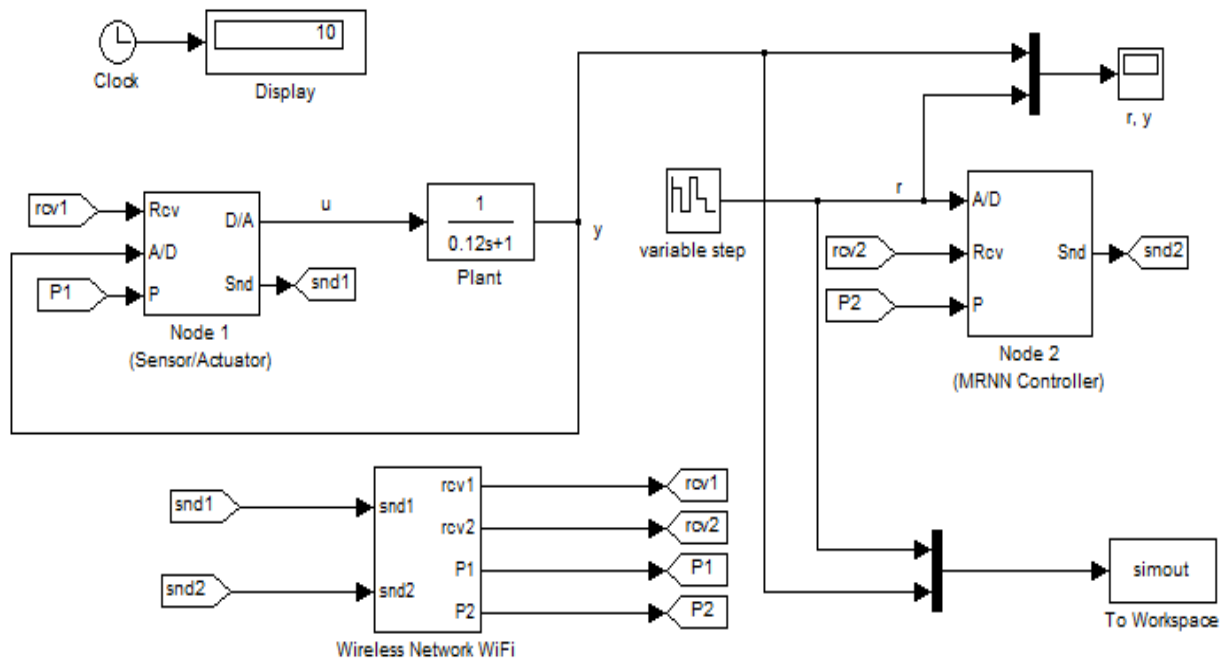 10
Clock
Display
r, y
rcv1
Rcv
D/A
A/D
P1
P
Snd
snd1
Node 1
(Sensor/Actuator)
u
1
0.12s+1
Plant
y
variable step
r
A/D
rcv2
Rcv
Snd
snd2
P2
P
Node 2
(MRNN Controller)
snd1
snd1
snd2
snd2
rcv1
rcv2
P1
P2
rcv1
rcv2
P1
P2
Wireless Network WiFi
simout
To Workspace